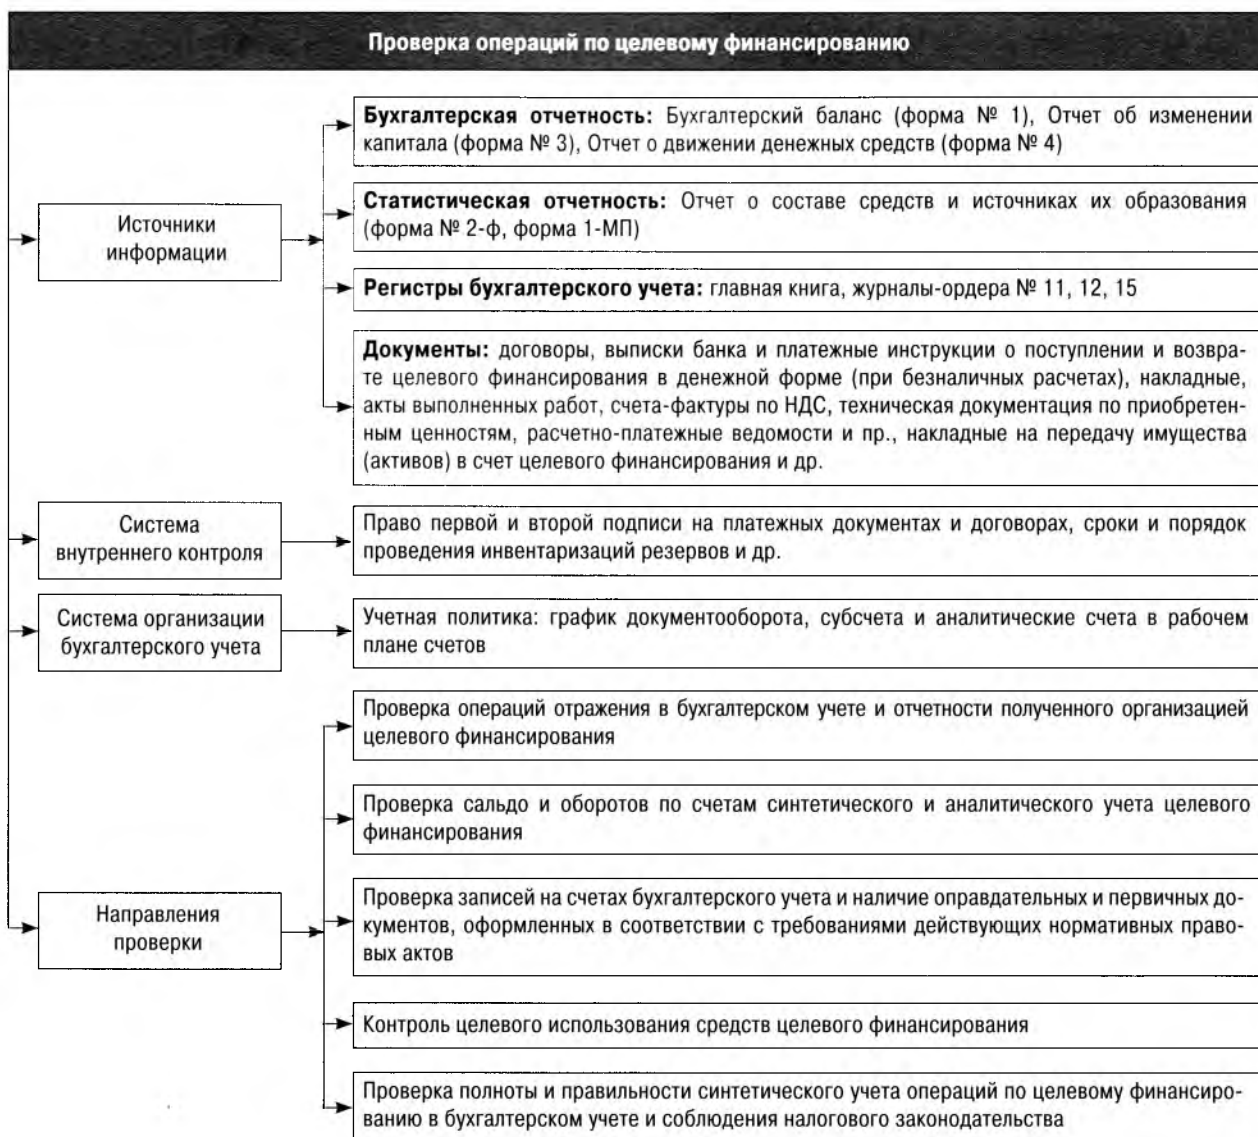 Проверка операций по целевому финансированию
Источники
информации
Бухгалтерская отчетность: Бухгалтерский баланс (форма № 1), Отчет об изменении
капитала (форма № 3), Отчет о движении денежных средств (форма № 4)
Статистическая отчетность: Отчет о составе средств и источниках их образования
(форма № 2-ф, форма 1-МП)
Регистры бухгалтерского учета: главная книга, журналы-ордера № 11, 12, 15
Документы: договоры, выписки банка и платежные инструкции о поступлении и возвра-
те целевого финансирования в денежной форме (при безналичных расчетах), накладные,
акты выполненных работ, счета-фактуры по НДС, техническая документация по приобретен-
ным ценностям, расчетно-платежные ведомости и пр., накладные на передачу имущества
(активов) в счет целевого финансирования и др.
Система
внутреннего контроля
Право первой и второй подписи на платежных документах и договорах, сроки и порядок
проведения инвентаризаций резервов и др.
Система организации
бухгалтерского учета
Учетная политика: график документооборота, субсчета и аналитические счета в рабочем
плане счетов
Направления
проверки
Проверка операций отражения в бухгалтерском учете и отчетности полученного организацией
целевого финансирования
Проверка сальдо и оборотов по счетам синтетического и аналитического учета целевого
финансирования
Проверка записей на счетах бухгалтерского учета и наличие оправдательных и первичных до-
кументов, оформленных в соответствии с требованиями действующих нормативных право-
вых актов
Контроль целевого использования средств целевого финансирования
Проверка полноты и правильности синтетического учета операций по целевому финансиро-
ванию в бухгалтерском учете и соблюдения налогового законодательства